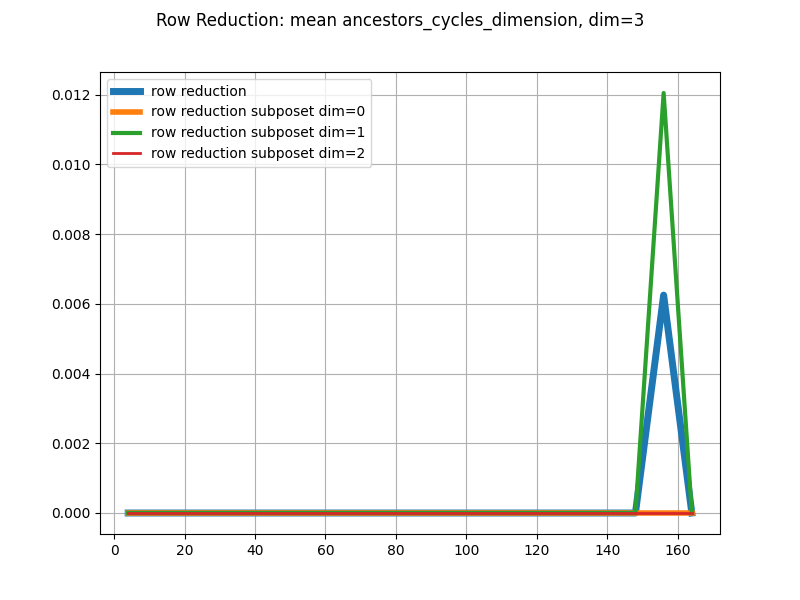 Row Reduction: mean ancestors_cycles_dimension, dim=3
row reduction
row reduction subposet dim=0
row reduction subposet dim=1
row reduction subposet dim=2
0.012
0.010
0.008
0.006
0.004
0.002
0.000
0 20 40 60 80 100 120 140 160